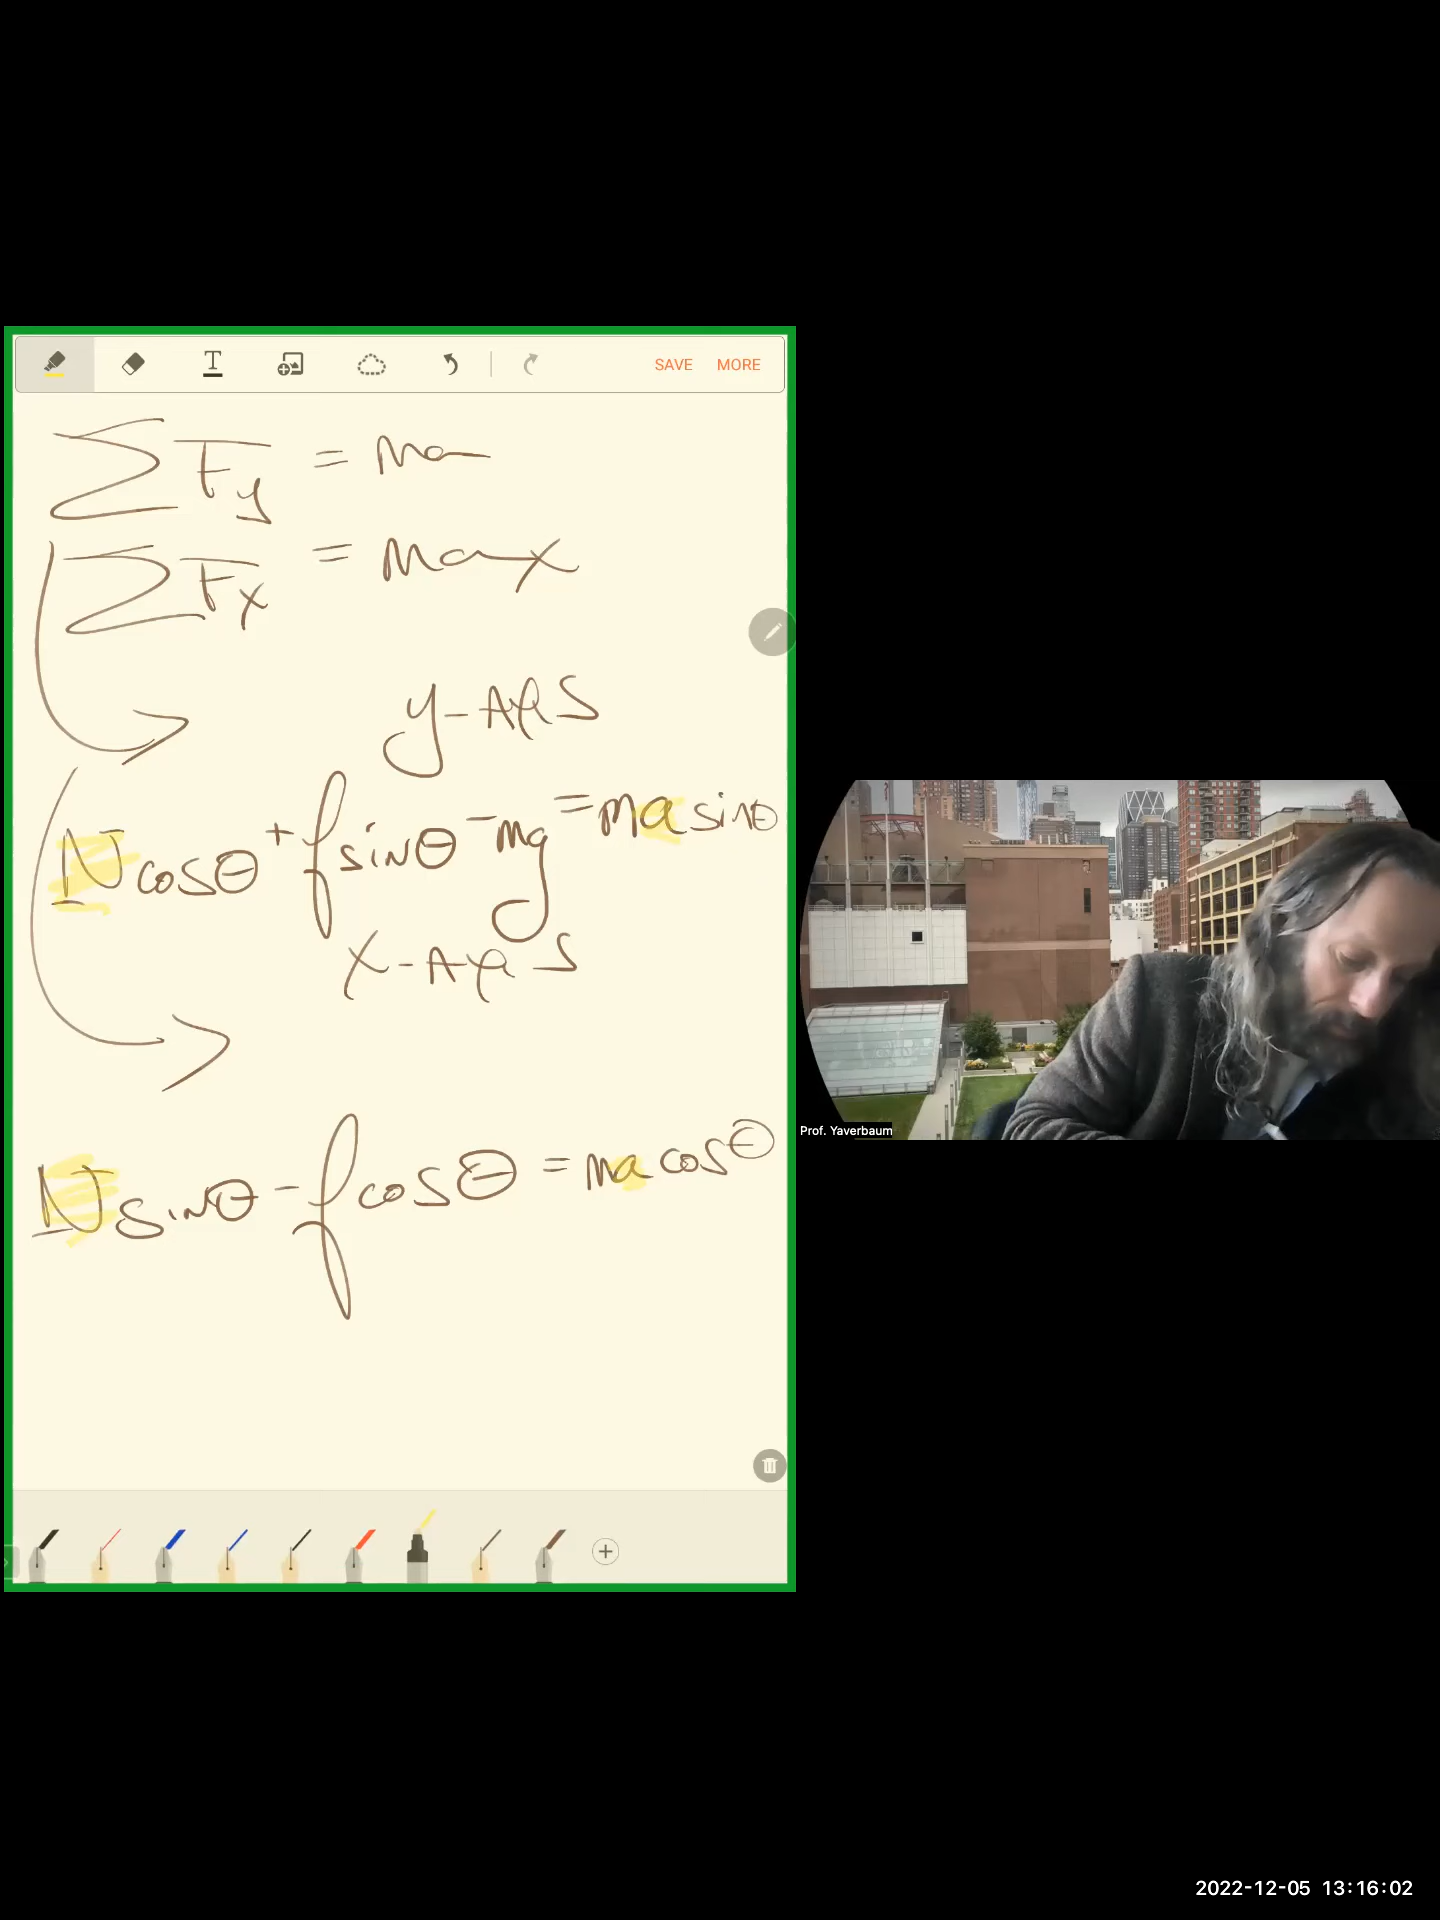 T SAVE MORE
ΣFy = ma
ΣFx = max
y-AXIS
N cosθ + f sinθ - mg = ma sinθ
X-AXIS
N sinθ - f cosθ = ma cosθ
Prof. Yaverbaum
2022-12-05 13:16:02